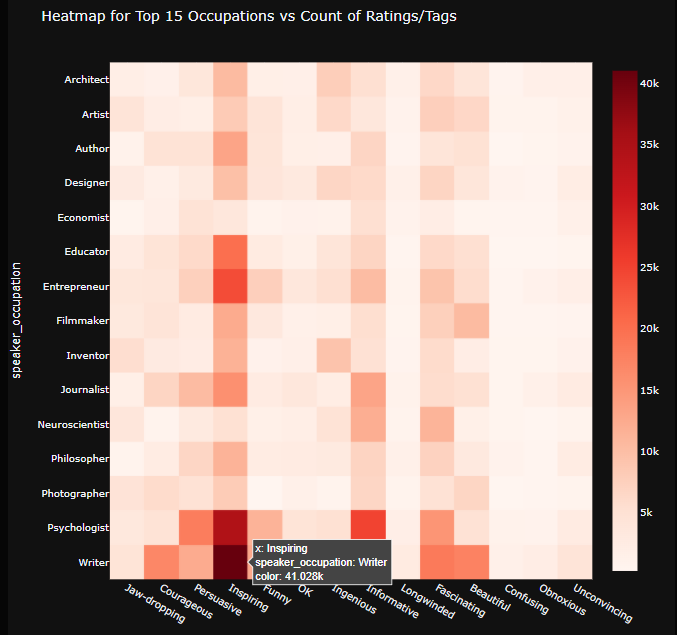 Heatmap for Top 15 Occupations vs Count of Ratings/Tags
speaker_occupation
Architect
Artist
Author
Designer
Economist
Educator
Entrepreneur
Filmmaker
Inventor
Journalist
Neuroscientist
Philosopher
Photographer
Psychologist
Writer
x: Inspiring
speaker_occupation: Writer
color: 41.028k
Jaw-dropping
Courageous
Persuasive
Inspiring
Funny
OK
Ingenious
Informative
Longwinded
Fascinating
Beautiful
Confusing
Obnoxious
Unconvincing
40k
35k
30k
25k
20k
15k
10k
5k